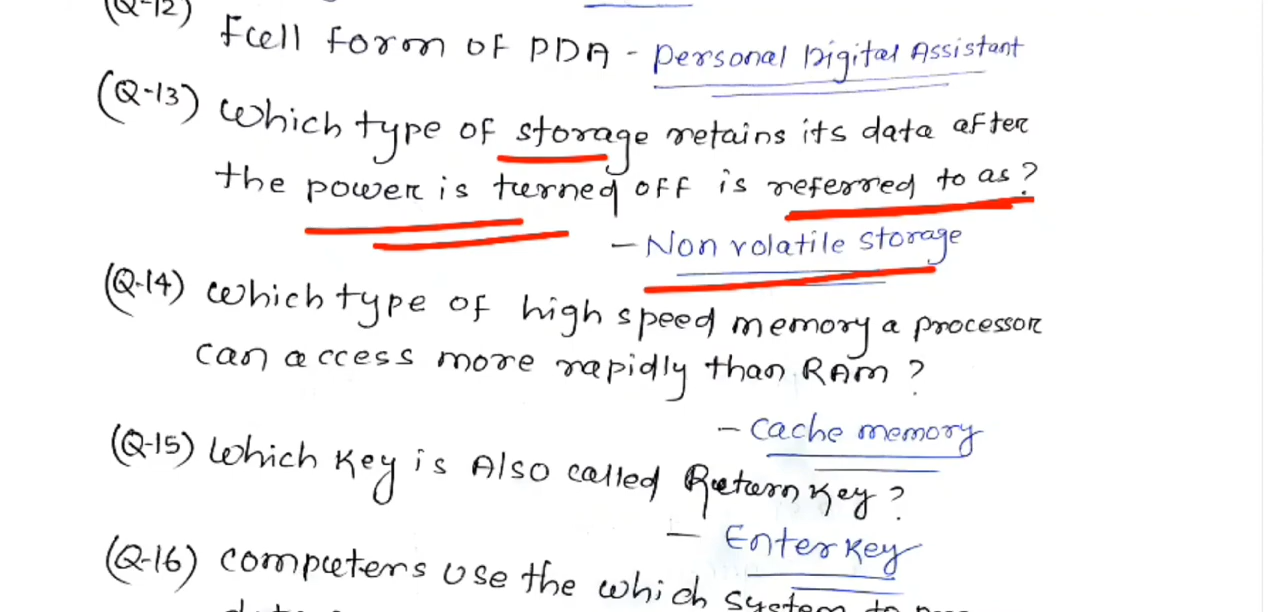 (Q-12) Full form of PDA - Personal Digital Assistant
(Q-13) Which type of storage retains its data after
the power is turned off is referred to as?
- Non volatile storage
(Q-14) Which type of high speed memory a processor
can access more rapidly than RAM ?
- Cache memory
(Q-15) Which Key is Also called Return Key ?
- Enter Key
(Q-16) computers use the which system to